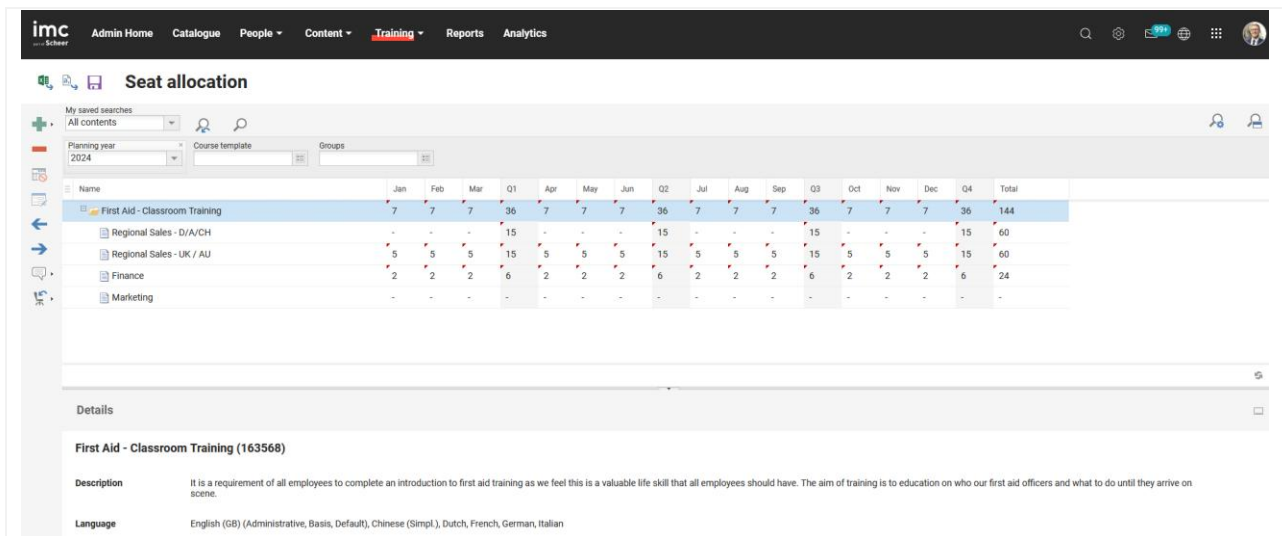 imc
Scheer
Admin Home Catalogue People Content Training Reports Analytics
99+
Seat allocation
My saved searches
All contents
Planning year Course template Groups
2024
Name Jan Feb Mar Q1 Apr May Jun Q2 Jul Aug Sep Q3 Oct Nov Dec Q4 Total
First Aid - Classroom Training 7 7 7 36 7 7 7 36 7 7 7 36 7 7 7 36 144
Regional Sales - D/A/CH - - - 15 - - - 15 - - - 15 - - - 15 60
Regional Sales - UK / AU 5 5 5 15 5 5 5 15 5 5 5 15 5 5 5 15 60
Finance 2 2 2 6 2 2 2 6 2 2 2 6 2 2 2 6 24
Marketing - - - - - - - - - - - - - - - - -
Details
First Aid - Classroom Training (163568)
Description It is a requirement of all employees to complete an introduction to first aid training as we feel this is a valuable life skill that all employees should have. The aim of training is to education on who our first aid officers and what to do until they arrive on
scene.
Language English (GB) (Administrative, Basis, Default), Chinese (Simpl.), Dutch, French, German, Italian